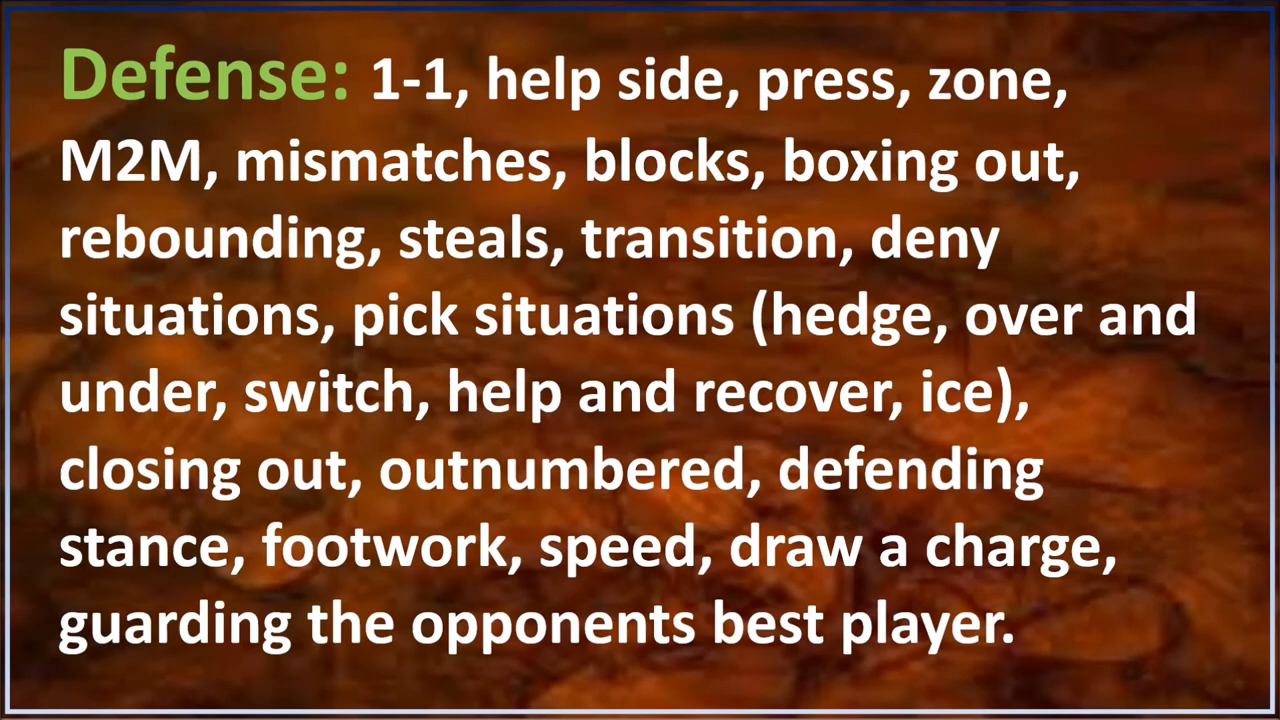 Defense: 1-1, help side, press, zone,
M2M, mismatches, blocks, boxing out,
rebounding, steals, transition, deny
situations, pick situations (hedge, over and
under, switch, help and recover, ice),
closing out, outnumbered, defending
stance, footwork, speed, draw a charge,
guarding the opponents best player.